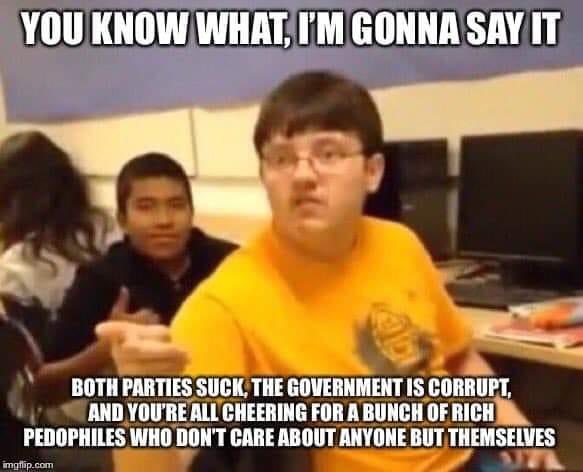 YOU KNOW WHAT, I'M GONNA SAY IT
BOTH PARTIES SUCK, THE GOVERNMENT IS CORRUPT,
AND YOU'RE ALL CHEERING FOR A BUNCH OF RICH
PEDOPHILES WHO DON'T CARE ABOUT ANYONE BUT THEMSELVES
imgflip.com